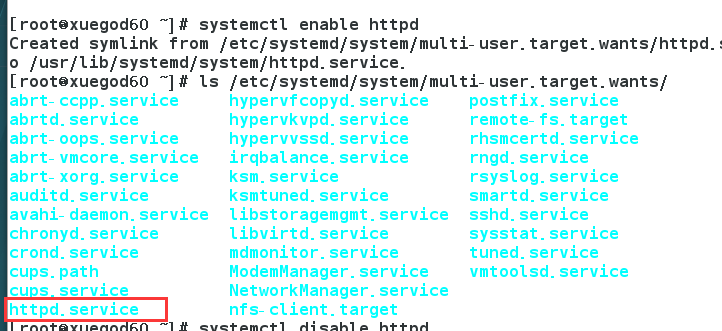 [root@xuegod60 ~]# systemctl enable httpd
Created symlink from /etc/systemd/system/multi-user.target.wants/httpd.s
o /usr/lib/systemd/system/httpd.service.
[root@xuegod60 ~]# ls /etc/systemd/system/multi-user.target.wants/
abrt-ccpp.service hypervfcopyd.service postfix.service
abrtd.service hypervkvpd.service remote-fs.target
abrt-oops.service hypervvssd.service rhsmcertd.service
abrt-vmcore.service irqbalance.service rngd.service
abrt-xorg.service ksm.service rsyslog.service
auditd.service ksmtuned.service smartd.service
avahi-daemon.service libstoragemgmt.service sshd.service
chronyd.service libvirtd.service sysstat.service
crond.service mdmonitor.service tuned.service
cups.path ModemManager.service vmtoolsd.service
cups.service NetworkManager.service
httpd.service nfs-client.target
[root@xuegod60 ~]# systemctl disable httpd